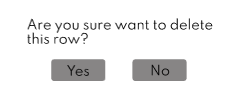 Are you sure want to delete
this row?
Yes No